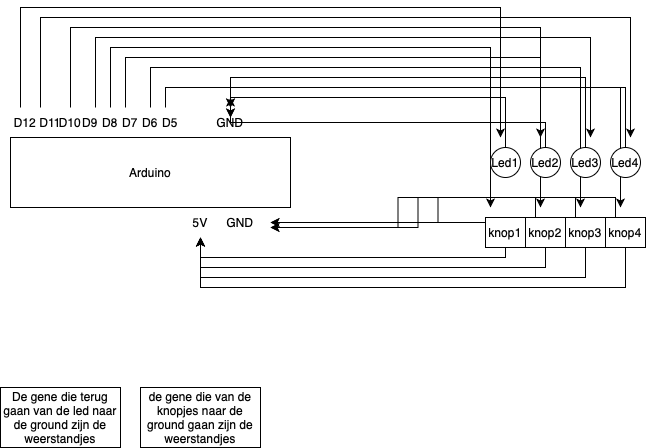 D12 D11 D10 D9 D8 D7 D6 D5 GND
Led1 Led2 Led3 Led4
Arduino
5V GND
knop1 knop2 knop3 knop4
De gene die terug
gaan van de led naar
de ground zijn de
weerstandjes
de gene die van de
knopjes naar de
ground gaan zijn de
weerstandjes